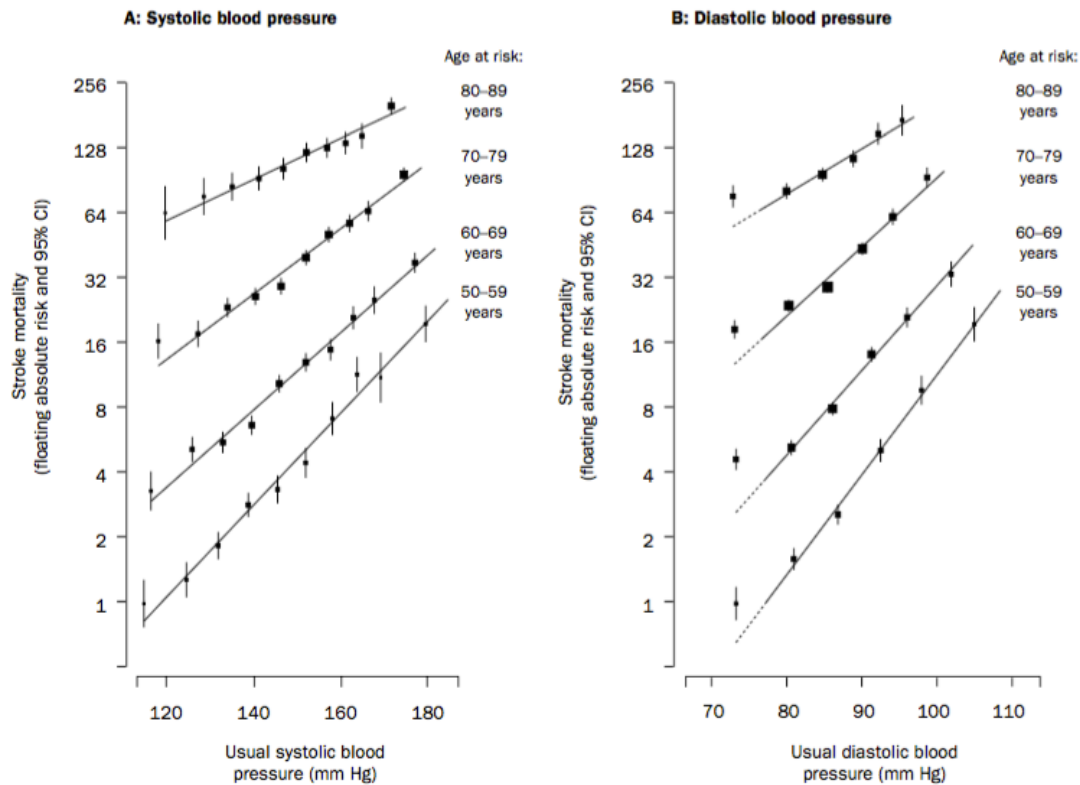 A: Systolic blood pressure
Age at risk:
256
128
64
32
16
8
4
2
1
80–89
years
70–79
years
60–69
years
50–59
years
Stroke mortality
(floating absolute risk and 95% CI)
120 140 160 180
Usual systolic blood
pressure (mm Hg)
B: Diastolic blood pressure
Age at risk:
256
128
64
32
16
8
4
2
1
80–89
years
70–79
years
60–69
years
50–59
years
Stroke mortality
(floating absolute risk and 95% CI)
70 80 90 100 110
Usual diastolic blood
pressure (mm Hg)